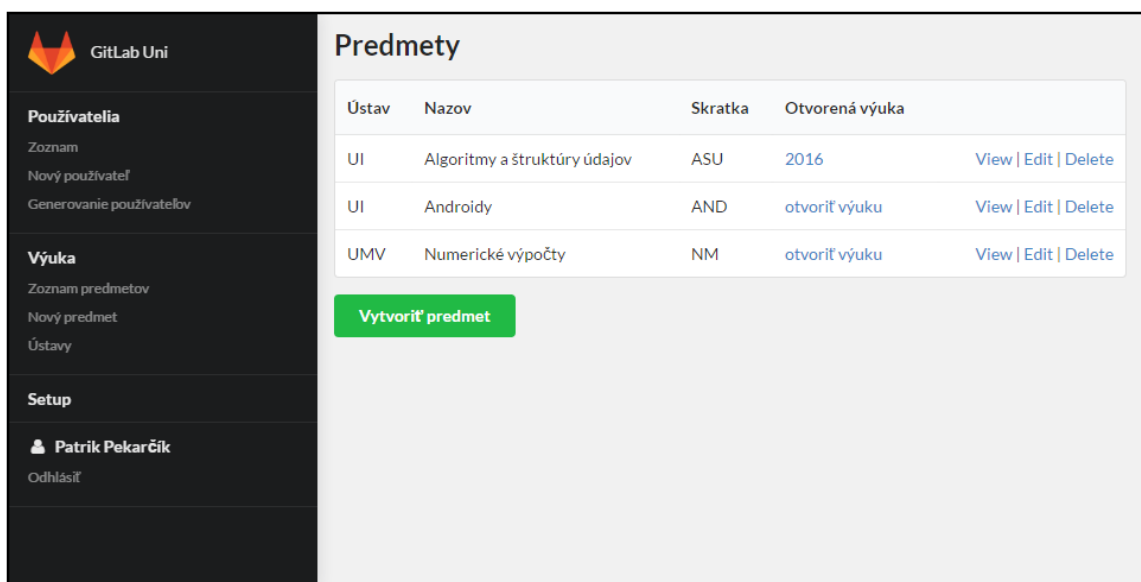 GitLab Uni
Používatelia
Zoznam
Nový používateľ
Generovanie používateľov
Výuka
Zoznam predmetov
Nový predmet
Ústavy
Setup
Patrik Pekarčík
Odhlásiť
Predmety
Ústav Nazov Skratka Otvorená výuka
UI Algoritmy a štruktúry údajov ASU 2016 View | Edit | Delete
UI Androidy AND otvoriť výuku View | Edit | Delete
UMV Numerické výpočty NM otvoriť výuku View | Edit | Delete
Vytvoriť predmet